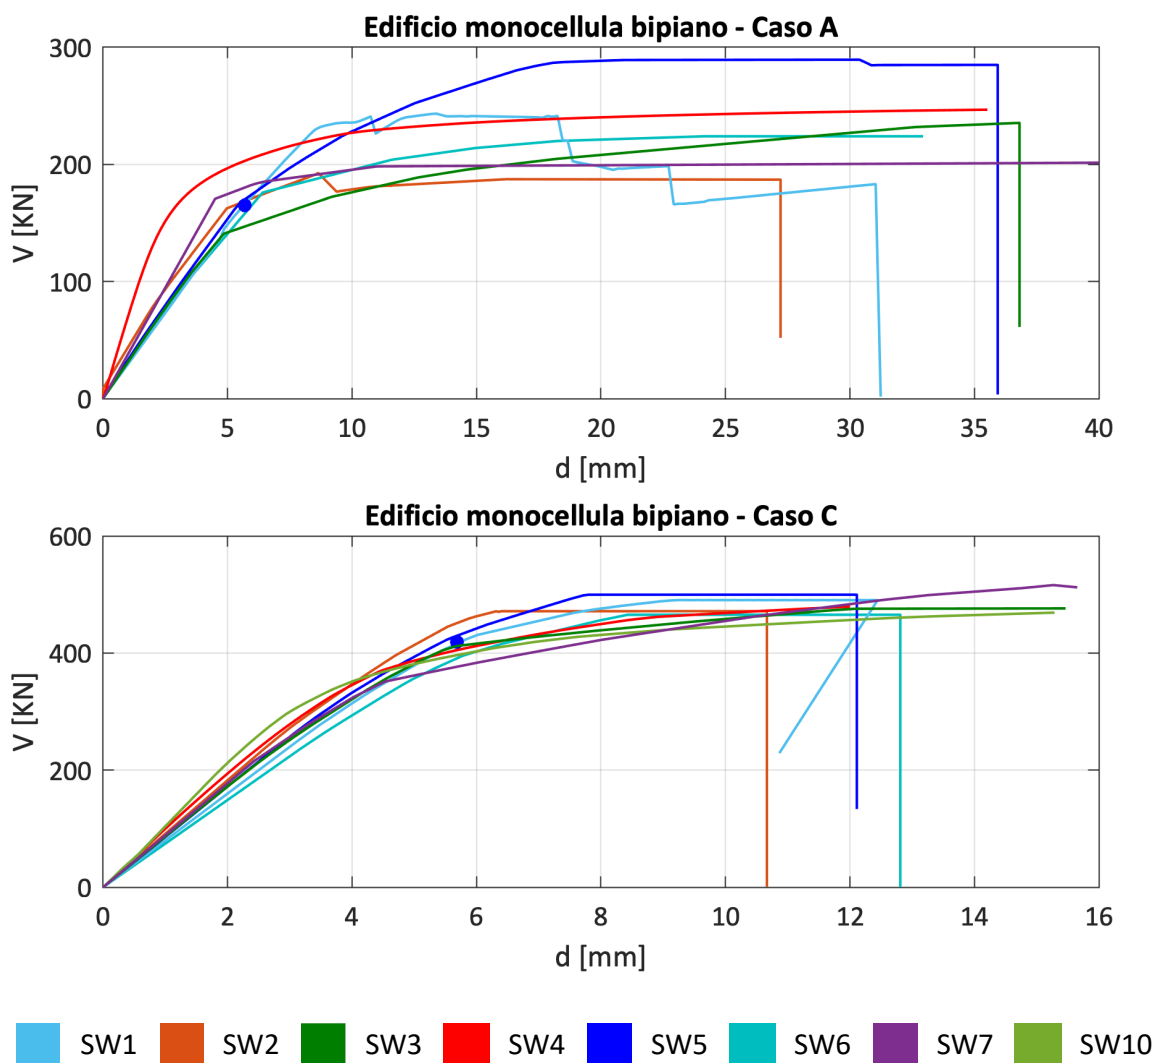 Edificio monocellula bipiano - Caso A
300
200
100
0
V [KN]
0 5 10 15 20 25 30 35 40
d [mm]
Edificio monocellula bipiano - Caso C
600
400
200
0
V [KN]
0 2 4 6 8 10 12 14 16
d [mm]
SW1 SW2 SW3 SW4 SW5 SW6 SW7 SW10